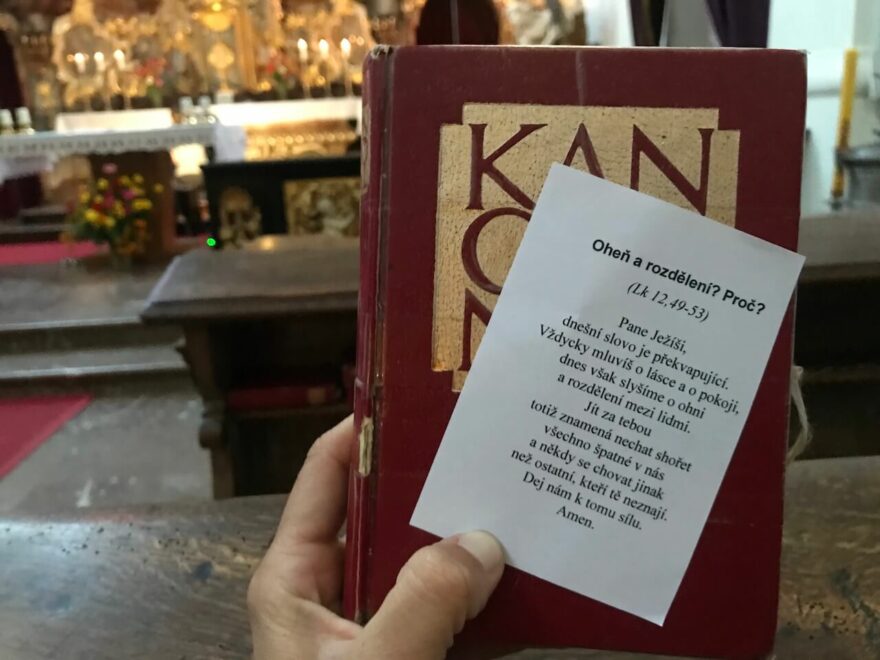 KAN
O
Oheň a rozdělení? Proč?
(Lk 12,49-53)
Pane Ježíši,
dnešní slovo je překvapující.
Vždycky mluvíš o lásce a o pokoji,
dnes však slyšíme o ohni
a rozdělení mezi lidmi.
Jít za tebou
totiž znamená nechat shořet
všechno špatné v nás
a někdy se chovat jinak
než ostatní, kteří tě neznají.
Dej nám k tomu sílu.
Amen.